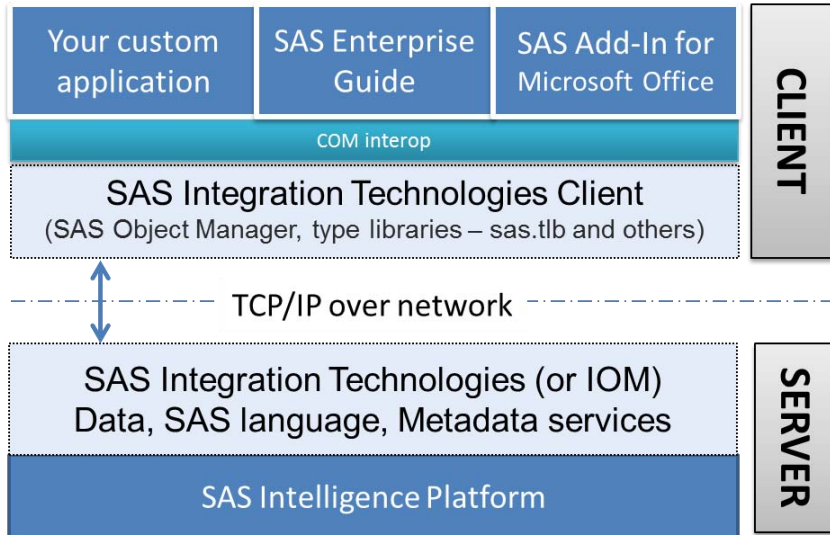 Your custom
application
SAS Enterprise
Guide
SAS Add-In for
Microsoft Office
COM interop
SAS Integration Technologies Client
(SAS Object Manager, type libraries – sas.tlb and others)
CLIENT
TCP/IP over network
SAS Integration Technologies (or IOM)
Data, SAS language, Metadata services
SAS Intelligence Platform
SERVER